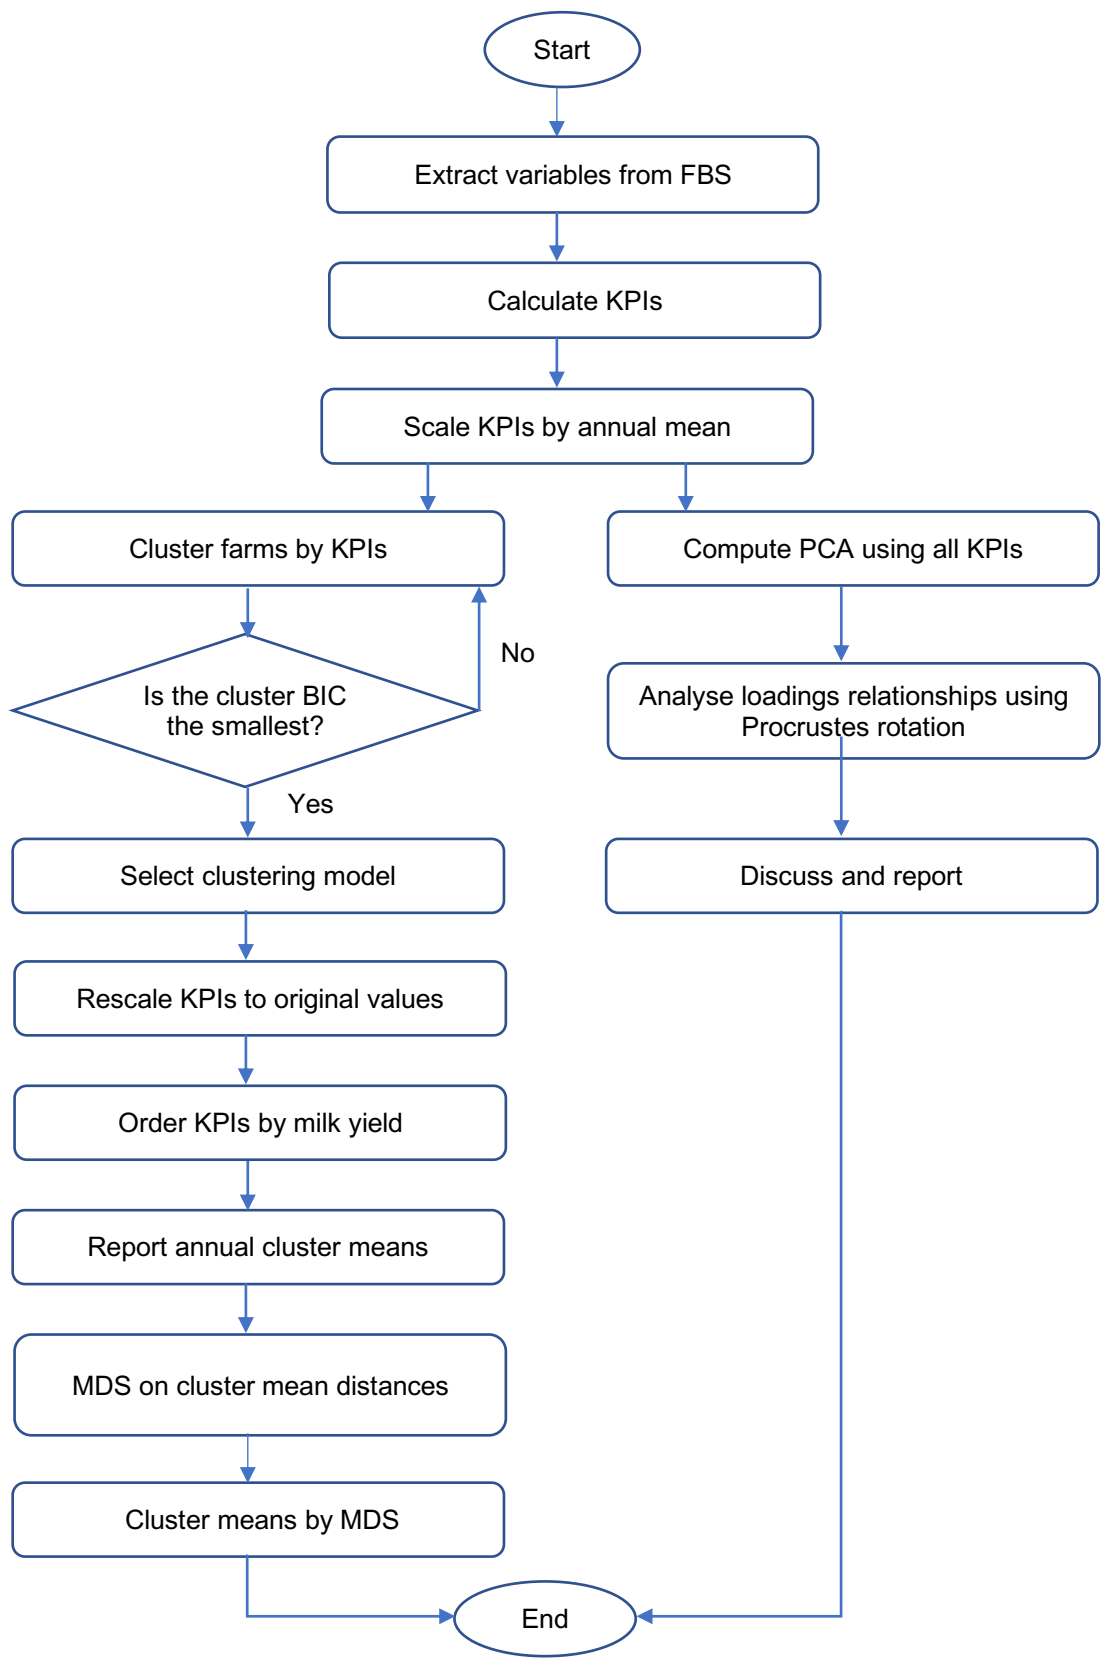 Start
Extract variables from FBS
Calculate KPIs
Scale KPIs by annual mean
Cluster farms by KPIs
Compute PCA using all KPIs
No
Is the cluster BIC
the smallest?
Analyse loadings relationships using
Procrustes rotation
Yes
Select clustering model
Discuss and report
Rescale KPIs to original values
Order KPIs by milk yield
Report annual cluster means
MDS on cluster mean distances
Cluster means by MDS
End